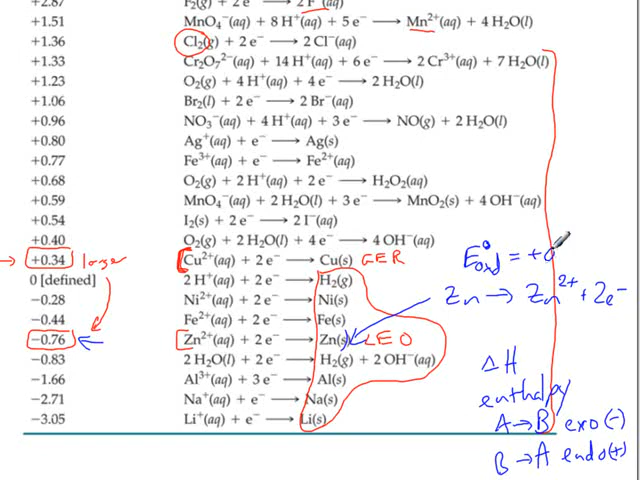 +2.87 F₂(g) + 2 e⁻ ⟶ 2 F⁻(aq)
+1.51 MnO₄⁻(aq) + 8 H⁺(aq) + 5 e⁻ ⟶ Mn²⁺(aq) + 4 H₂O(l)
+1.36 Cl₂(g) + 2 e⁻ ⟶ 2 Cl⁻(aq)
+1.33 Cr₂O₇²⁻(aq) + 14 H⁺(aq) + 6 e⁻ ⟶ 2 Cr³⁺(aq) + 7 H₂O(l)
+1.23 O₂(g) + 4 H⁺(aq) + 4 e⁻ ⟶ 2 H₂O(l)
+1.06 Br₂(l) + 2 e⁻ ⟶ 2 Br⁻(aq)
+0.96 NO₃⁻(aq) + 4 H⁺(aq) + 3 e⁻ ⟶ NO(g) + 2 H₂O(l)
+0.80 Ag⁺(aq) + e⁻ ⟶ Ag(s)
+0.77 Fe³⁺(aq) + e⁻ ⟶ Fe²⁺(aq)
+0.68 O₂(g) + 2 H⁺(aq) + 2 e⁻ ⟶ H₂O₂(aq)
+0.59 MnO₄⁻(aq) + 2 H₂O(l) + 3 e⁻ ⟶ MnO₂(s) + 4 OH⁻(aq)
+0.54 I₂(s) + 2 e⁻ ⟶ 2 I⁻(aq)
+0.40 O₂(g) + 2 H₂O(l) + 4 e⁻ ⟶ 4 OH⁻(aq)
→ +0.34 larger Cu²⁺(aq) + 2 e⁻ ⟶ Cu(s) GER
0 [defined] 2 H⁺(aq) + 2 e⁻ ⟶ H₂(g)
−0.28 Ni²⁺(aq) + 2 e⁻ ⟶ Ni(s)
−0.44 Fe²⁺(aq) + 2 e⁻ ⟶ Fe(s)
−0.76 Zn²⁺(aq) + 2 e⁻ ⟶ Zn(s) LEO
−0.83 2 H₂O(l) + 2 e⁻ ⟶ H₂(g) + 2 OH⁻(aq)
−1.66 Al³⁺(aq) + 3 e⁻ ⟶ Al(s)
−2.71 Na⁺(aq) + e⁻ ⟶ Na(s)
−3.05 Li⁺(aq) + e⁻ ⟶ Li(s)
E°oxd = +0
Zn → Zn²⁺ + 2e⁻
ΔH
enthalpy
A → B exo (−)
B → A endo (+)